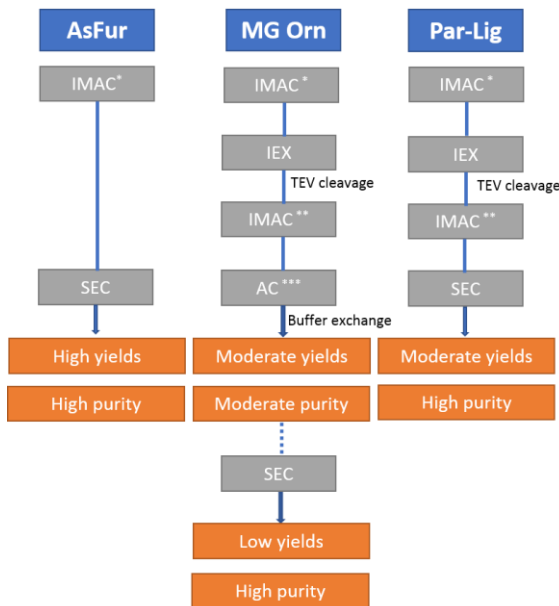 AsFur
MG Orn
Par-Lig
IMAC*
IMAC*
IMAC*
IEX
IEX
TEV cleavage
TEV cleavage
IMAC**
IMAC**
SEC
AC***
SEC
Buffer exchange
High yields
Moderate yields
Moderate yields
High purity
Moderate purity
High purity
SEC
Low yields
High purity